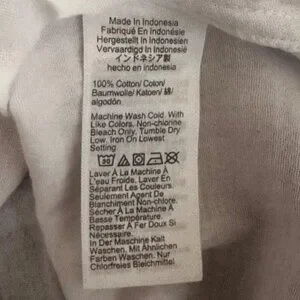 Made In Indonesia
Fabriqué En Indonésie
Hergestellt In Indonesien
Vervaardigd In Indonesië
インドネシア製
hecho en indonesia
100% Cotton/ Coton/
Baumwolle/ Katoen/ 綿/
algodón
Machine Wash Cold. With
Like Colors. Non-chlorine
Bleach Only. Tumble Dry
Low. Iron On Lowest
Setting.
Laver À La Machine À
L'eau Froide. Laver En
Séparant Les Couleurs.
Seulement Agent De
Blanchiment Non-chlore.
Sécher À La Machine À
Basse Température.
Repasser À Fer Doux Si
Nécessaire.
In Der Maschine Kalt
Waschen. Mit Ähnlichen
Farben Waschen. Nur
Chlorfreies Bleichmittel